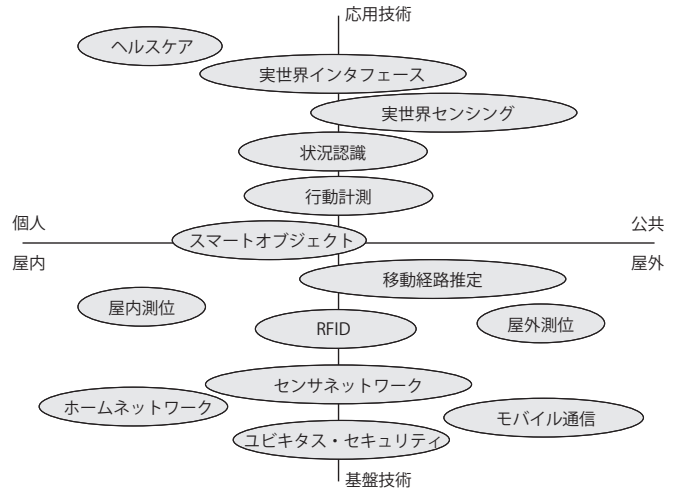 応用技術
ヘルスケア
実世界インタフェース
実世界センシング
状況認識
行動計測
個人
公共
スマートオブジェクト
屋内
屋外
移動経路推定
屋内測位
屋外測位
RFID
センサネットワーク
ホームネットワーク
モバイル通信
ユビキタス・セキュリティ
基盤技術